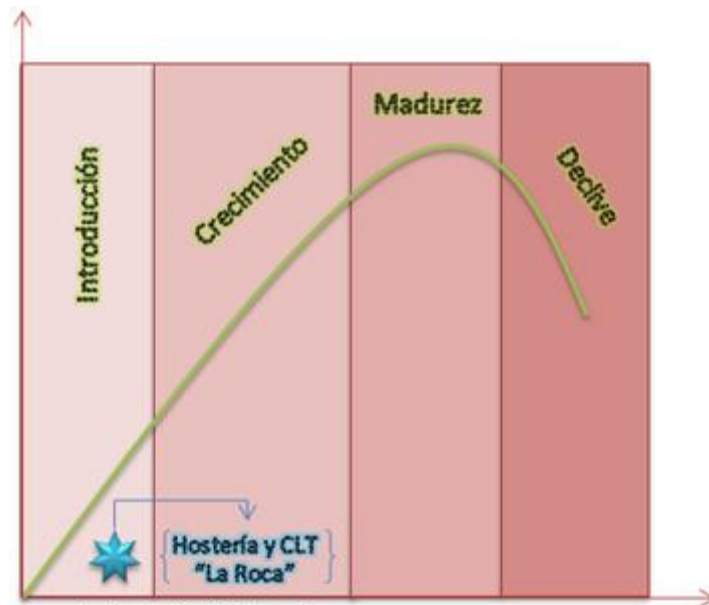 Introducción
Crecimiento
Madurez
Declive
Hostería y CLT
"La Roca"